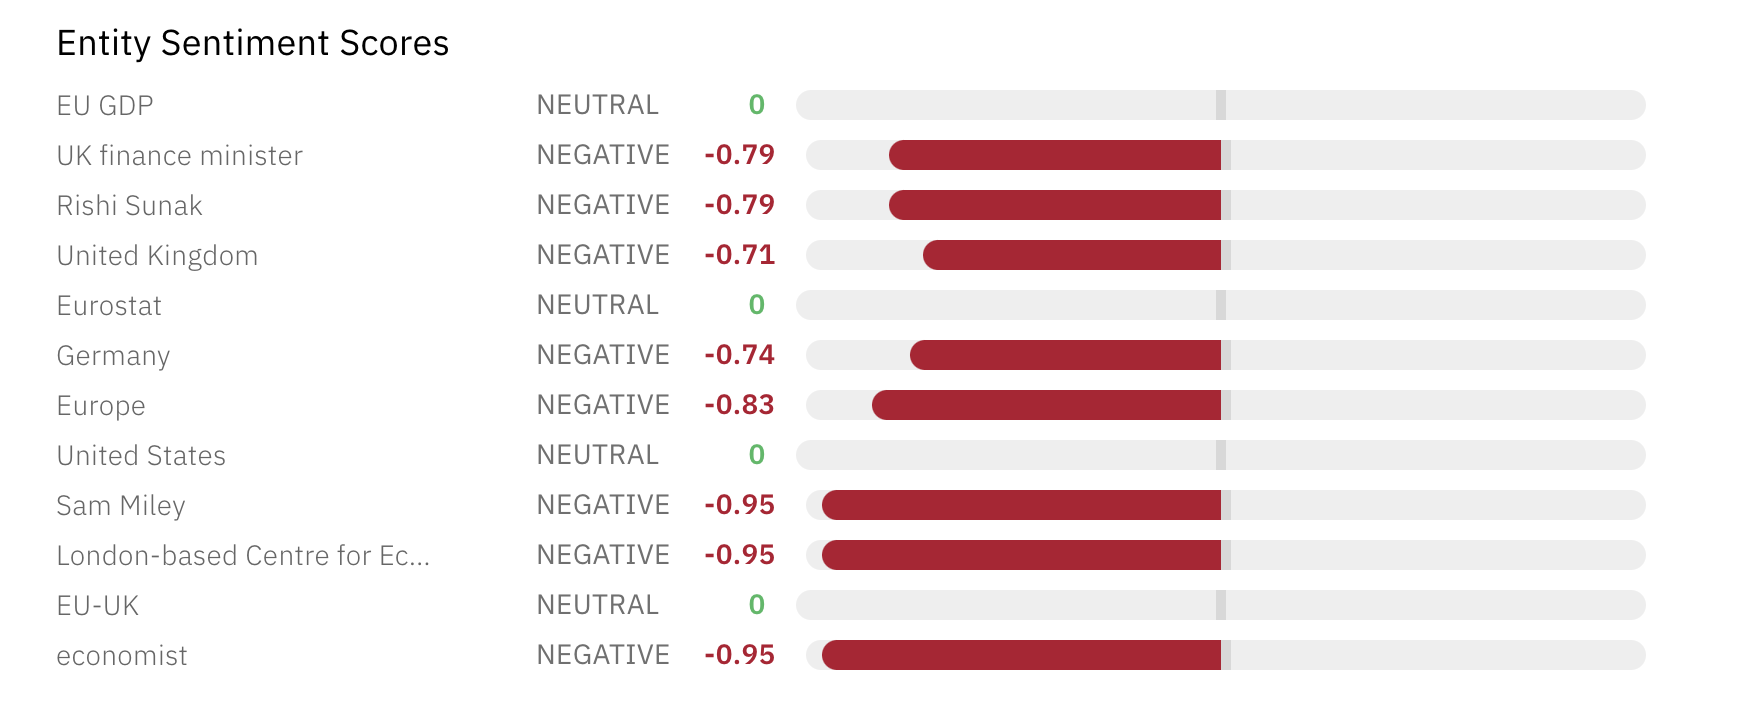 Entity Sentiment Scores
EU GDP NEUTRAL 0
UK finance minister NEGATIVE -0.79
Rishi Sunak NEGATIVE -0.79
United Kingdom NEGATIVE -0.71
Eurostat NEUTRAL 0
Germany NEGATIVE -0.74
Europe NEGATIVE -0.83
United States NEUTRAL 0
Sam Miley NEGATIVE -0.95
London-based Centre for Ec... NEGATIVE -0.95
EU-UK NEUTRAL 0
economist NEGATIVE -0.95